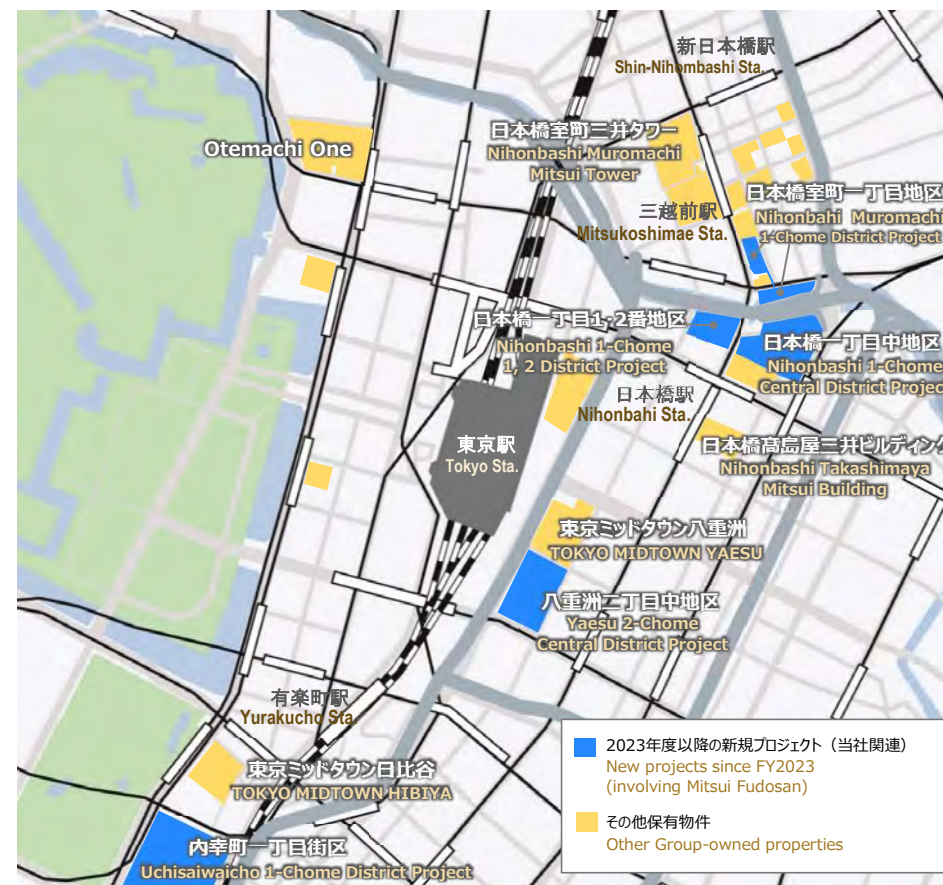 新日本橋駅
Shin-Nihombashi Sta.
Otemachi One
日本橋室町三井タワー
Nihonbashi Muromachi
Mitsui Tower
日本橋室町一丁目地区
Nihonbahi Muromachi
1-Chome District Project
三越前駅
Mitsukoshimae Sta.
日本橋一丁目1・2番地区
Nihonbashi 1-Chome
1, 2 District Project
日本橋一丁目中地区
Nihonbashi 1-Chome
Central District Projec
日本橋駅
Nihonbahi Sta.
東京駅
Tokyo Sta.
日本橋髙島屋三井ビルディング
Nihonbashi Takashimaya
Mitsui Building
東京ミッドタウン八重洲
TOKYO MIDTOWN YAESU
八重洲二丁目中地区
Yaesu 2-Chome
Central District Project
有楽町駅
Yurakucho Sta.
東京ミッドタウン日比谷
TOKYO MIDTOWN HIBIYA
内幸町一丁目街区
Uchisaiwaicho 1-Chome District Project
2023年度以降の新規プロジェクト（当社関連）
New projects since FY2023
(involving Mitsui Fudosan)
その他保有物件
Other Group-owned properties